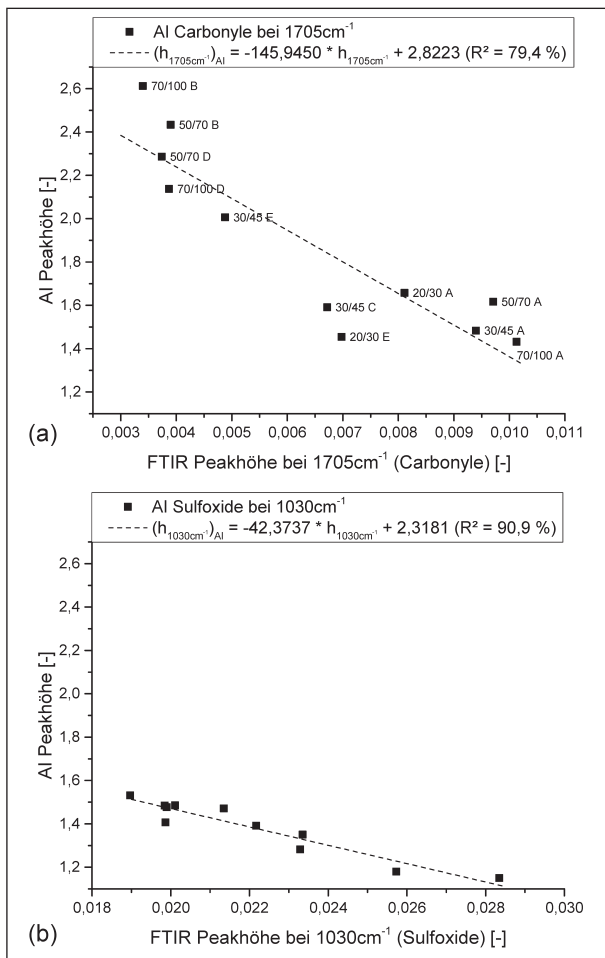 AI Carbonyle bei 1705cm⁻¹
(h₁₇₀₅cm⁻¹)AI = -145,9450 * h₁₇₀₅cm⁻¹ + 2,8223 (R² = 79,4 %)
2,6
2,4
2,2
2,0
1,8
1,6
1,4
1,2
AI Peakhöhe [-]
70/100 B
50/70 B
50/70 D
70/100 D
30/45 E
20/30 A
30/45 C
50/70 A
20/30 E
30/45 A
70/100 A
(a)
0,003 0,004 0,005 0,006 0,007 0,008 0,009 0,010 0,011
FTIR Peakhöhe bei 1705cm⁻¹ (Carbonyle) [-]
AI Sulfoxide bei 1030cm⁻¹
(h₁₀₃₀cm⁻¹)AI = -42,3737 * h₁₀₃₀cm⁻¹ + 2,3181 (R² = 90,9 %)
2,6
2,4
2,2
2,0
1,8
1,6
1,4
1,2
AI Peakhöhe [-]
(b)
0,018 0,020 0,022 0,024 0,026 0,028 0,030
FTIR Peakhöhe bei 1030cm⁻¹ (Sulfoxide) [-]